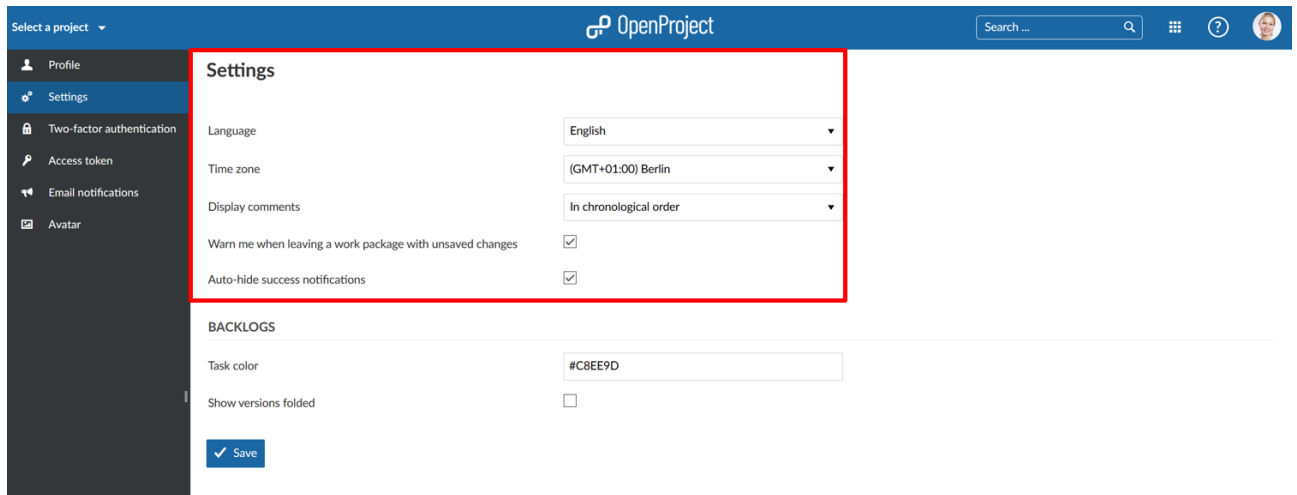 Select a project
OpenProject
Search ...
?
Profile
Settings
Two-factor authentication
Access token
Email notifications
Avatar
Settings
Language English
Time zone (GMT+01:00) Berlin
Display comments In chronological order
Warn me when leaving a work package with unsaved changes
Auto-hide success notifications
BACKLOGS
Task color #C8EE9D
Show versions folded
Save